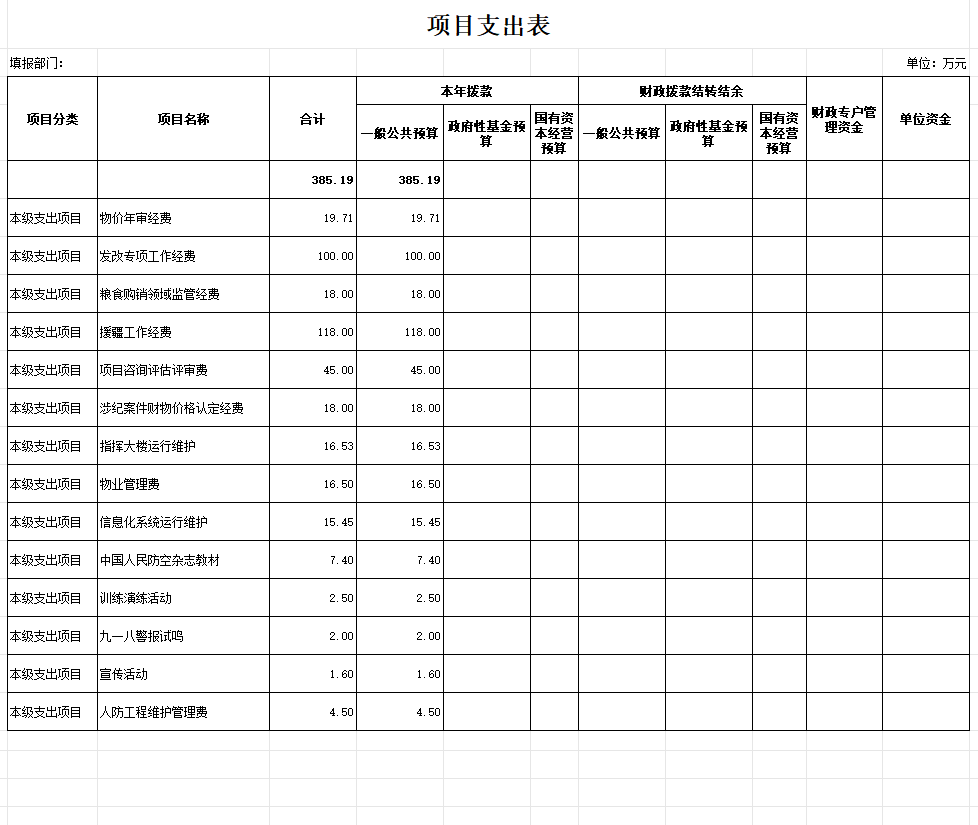 项目支出表
填报部门: 单位: 万元
项目分类 项目名称 合计 本年拨款 财政拨款结转结余 财政专户管理资金 单位资金
一般公共预算 政府性基金预算 国有资本经营预算 一般公共预算 政府性基金预算 国有资本经营预算
385.19 385.19
本级支出项目 物价年审经费 19.71 19.71
本级支出项目 发改专项工作经费 100.00 100.00
本级支出项目 粮食购销领域监管经费 18.00 18.00
本级支出项目 援疆工作经费 118.00 118.00
本级支出项目 项目咨询评估评审费 45.00 45.00
本级支出项目 涉纪案件财物价格认定经费 18.00 18.00
本级支出项目 指挥大楼运行维护 16.53 16.53
本级支出项目 物业管理费 16.50 16.50
本级支出项目 信息化系统运行维护 15.45 15.45
本级支出项目 中国人民防空杂志教材 7.40 7.40
本级支出项目 训练演练活动 2.50 2.50
本级支出项目 九一八警报试鸣 2.00 2.00
本级支出项目 宣传活动 1.60 1.60
本级支出项目 人防工程维护管理费 4.50 4.50